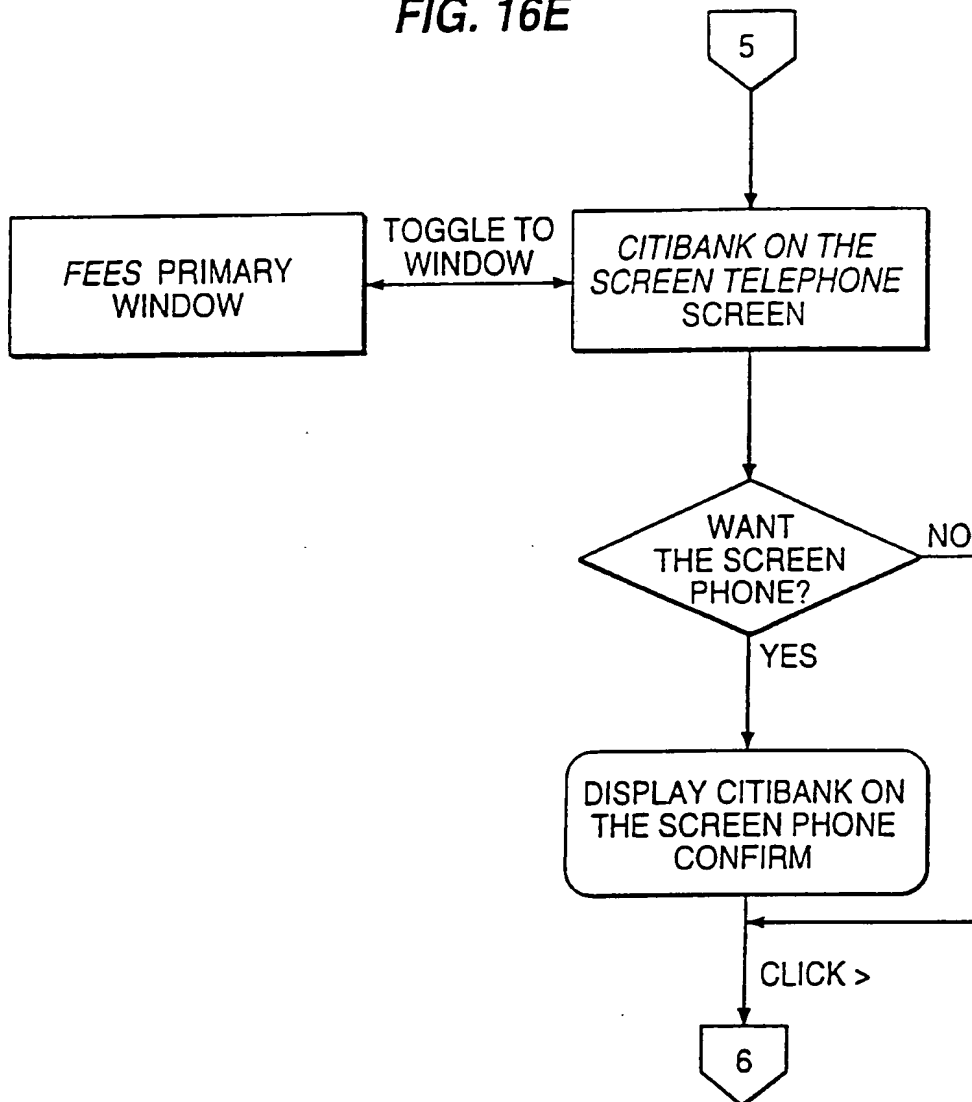 FIG. 16E
5
FEES PRIMARY
WINDOW
TOGGLE TO
WINDOW
CITIBANK ON THE
SCREEN TELEPHONE
SCREEN
WANT
THE SCREEN
PHONE?
NO
YES
DISPLAY CITIBANK ON
THE SCREEN PHONE
CONFIRM
CLICK >
6